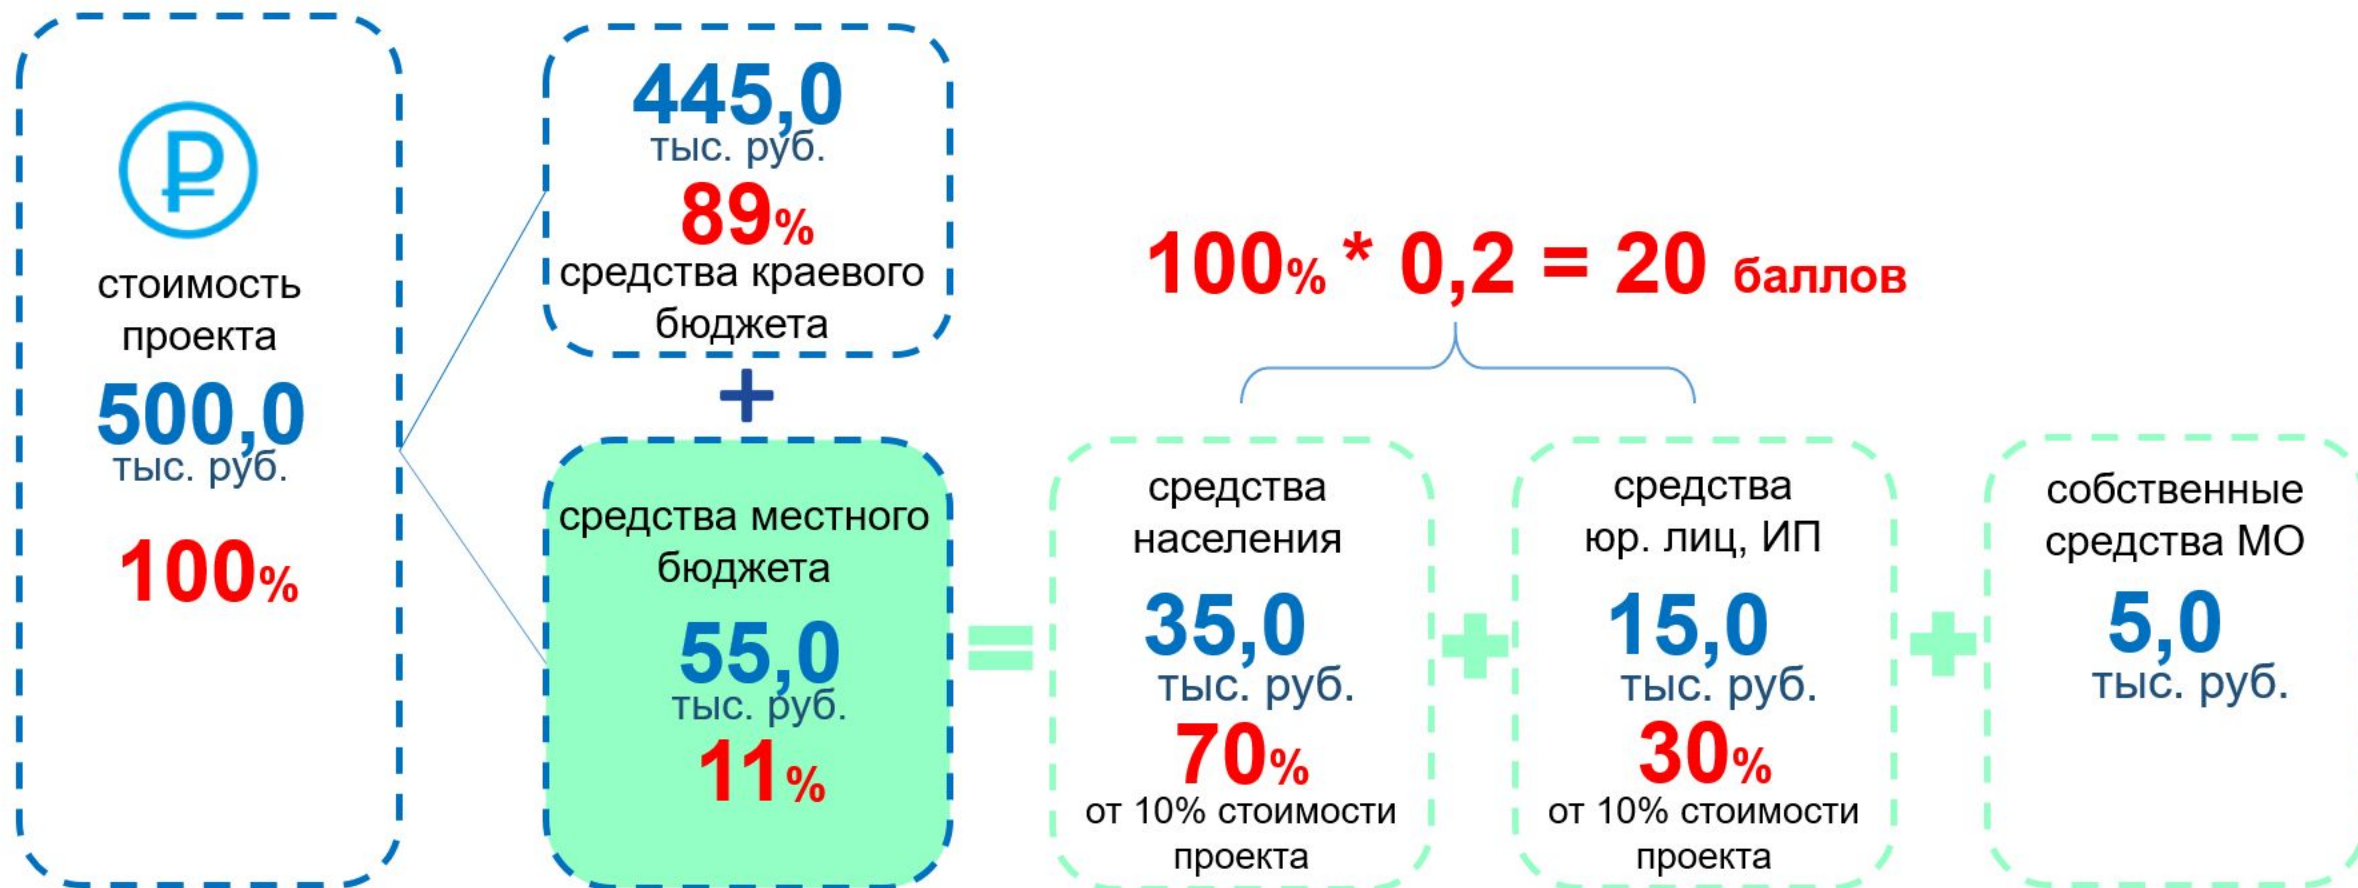 стоимость
проекта
500,0
тыс. руб.
100%
445,0
тыс. руб.
89%
средства краевого
бюджета
+
средства местного
бюджета
55,0
тыс. руб.
11%
=
100% * 0,2 = 20 баллов
средства
населения
35,0
тыс. руб.
70%
от 10% стоимости
проекта
+
средства
юр. лиц, ИП
15,0
тыс. руб.
30%
от 10% стоимости
проекта
+
собственные
средства МО
5,0
тыс. руб.